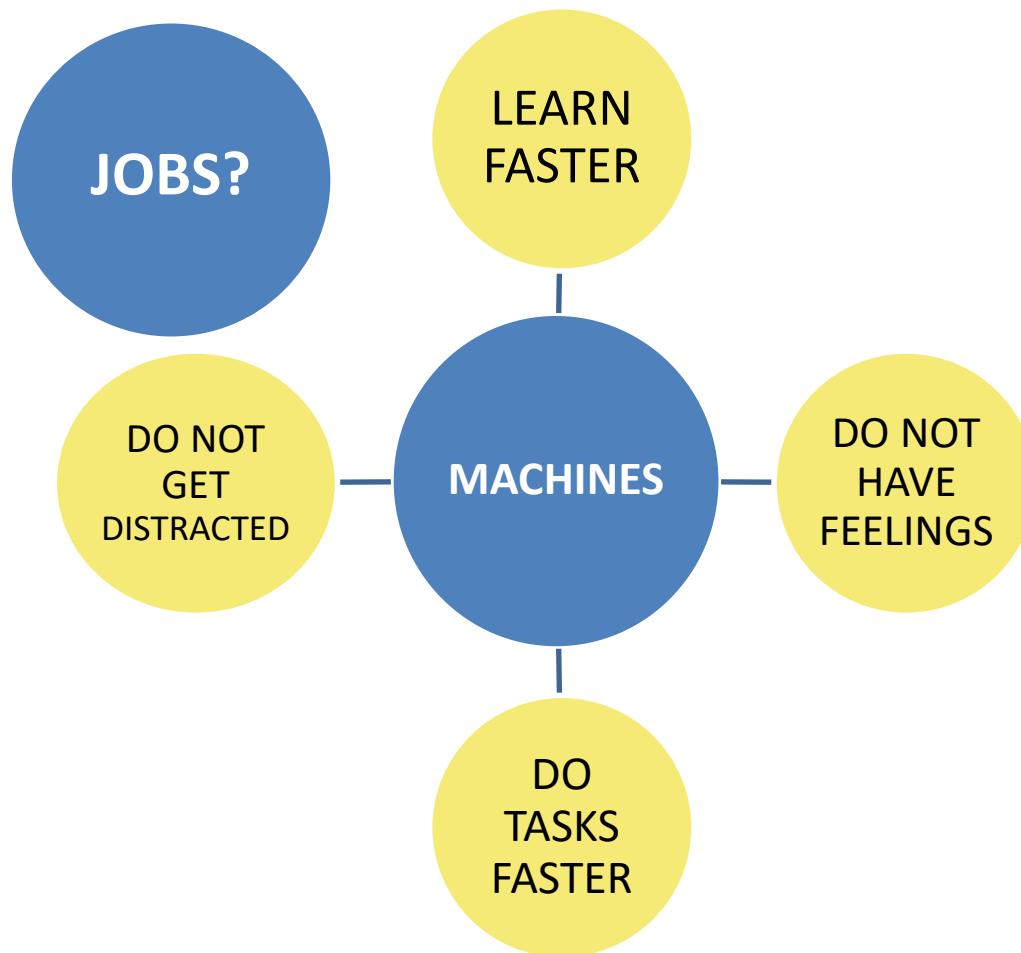 JOBS?
LEARN
FASTER
DO NOT
GET
DISTRACTED
MACHINES
DO NOT
HAVE
FEELINGS
DO
TASKS
FASTER